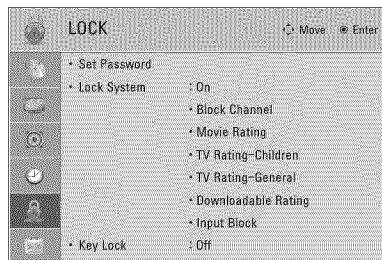 LOCK Move Enter
• Set Password
• Lock System : On
• Block Channel
• Movie Rating
• TV Rating-Children
• TV Rating-General
• Downloadable Rating
• Input Block
• Key Lock : Off